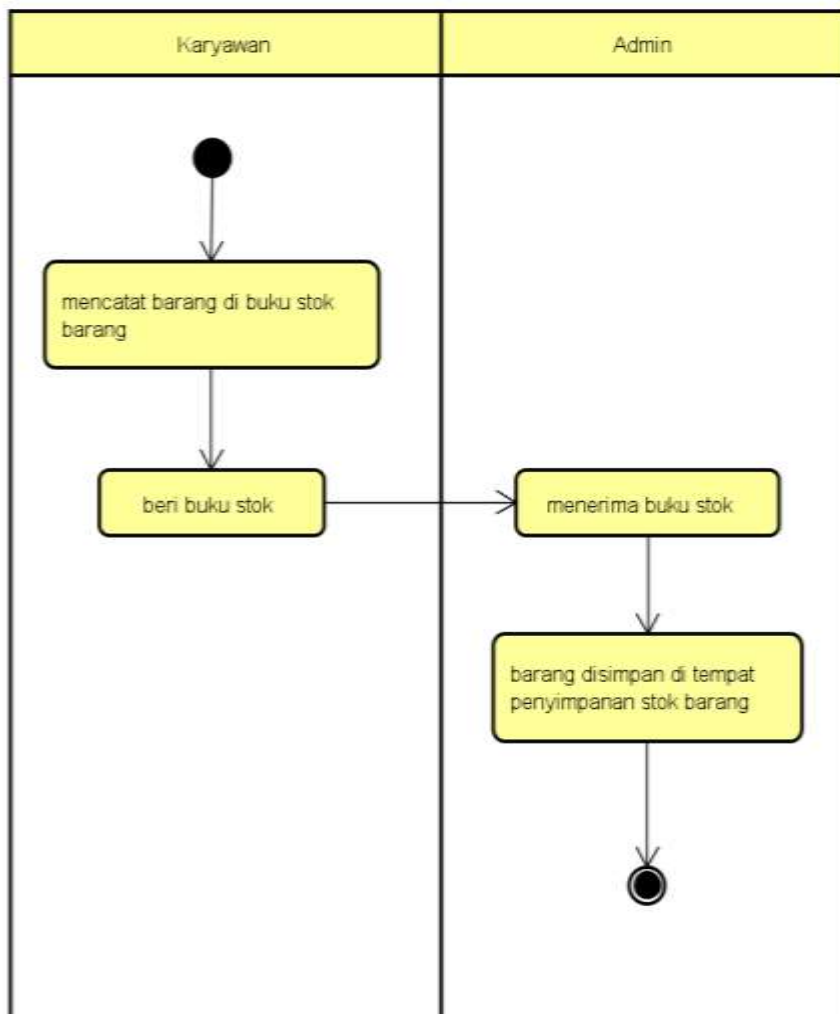 Karyawan
Admin
mencatat barang di buku stok
barang
beri buku stok
menerima buku stok
barang disimpan di tempat
penyimpanan stok barang